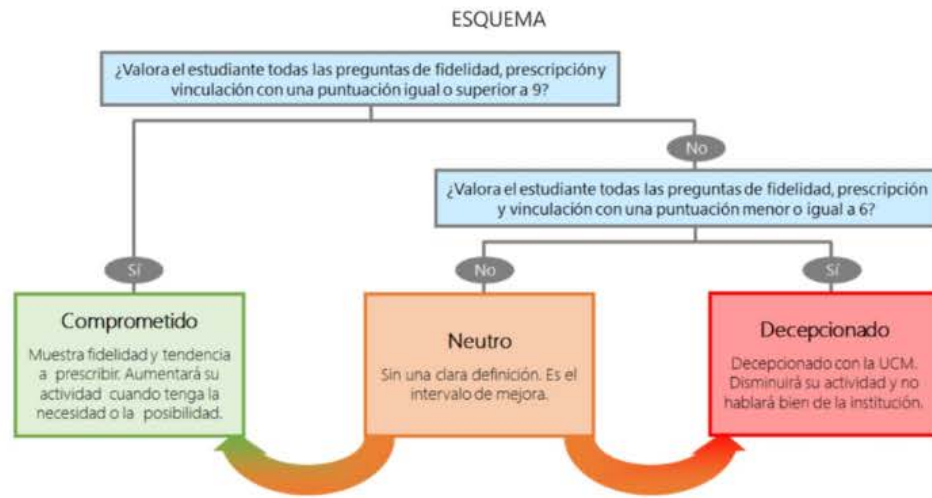 ESQUEMA
¿Valora el estudiante todas las preguntas de fidelidad, prescripción y
vinculación con una puntuación igual o superior a 9?
No
¿Valora el estudiante todas las preguntas de fidelidad, prescripción
y vinculación con una puntuación menor o igual a 6?
Sí
No
Sí
Comprometido
Muestra fidelidad y tendencia
a prescribir. Aumentará su
actividad cuando tenga la
necesidad o la posibilidad.
Neutro
Sin una clara definición. Es el
intervalo de mejora.
Decepcionado
Decepcionado con la UCM.
Disminuirá su actividad y no
hablará bien de la institución.